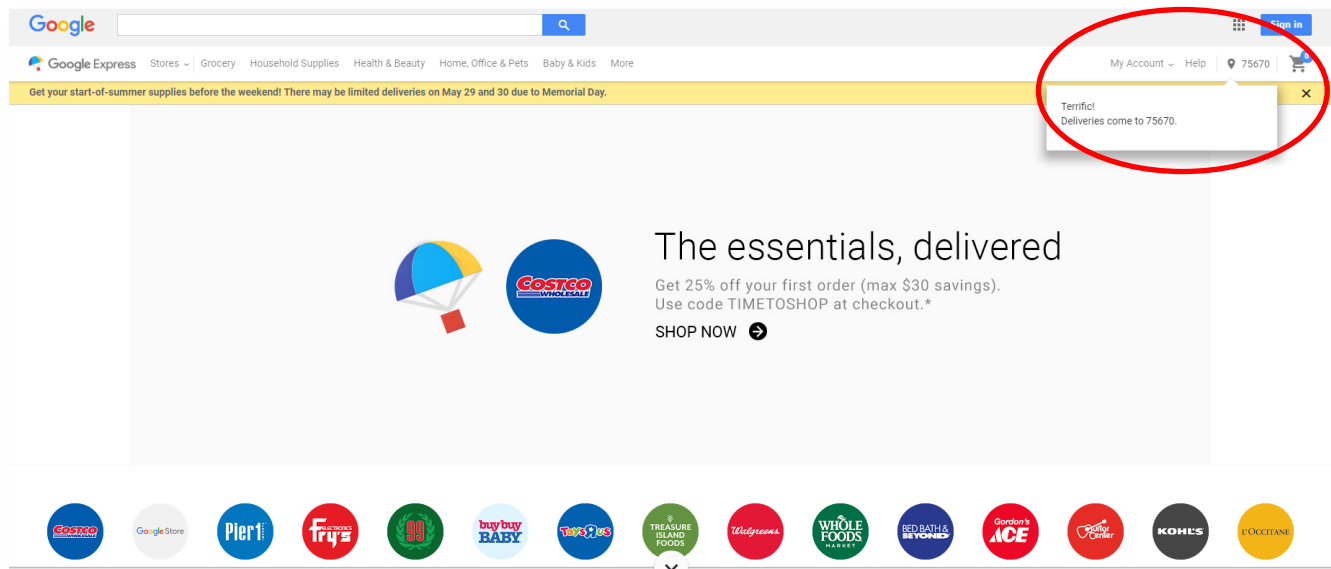 Google
Sign in
Google Express Stores Grocery Household Supplies Health & Beauty Home, Office & Pets Baby & Kids More My Account Help 75670 0
Get your start-of-summer supplies before the weekend! There may be limited deliveries on May 29 and 30 due to Memorial Day.
Terrific!
Deliveries come to 75670.
COSTCO
WHOLESALE
The essentials, delivered
Get 25% off your first order (max $30 savings).
Use code TIMETOSHOP at checkout.*
SHOP NOW
COSTCO
Google Store
Pier1
Fry's
ELECTRONICS
99
buybuy
BABY
Toys R Us
TREASURE
ISLAND
FOODS
Walgreens
WHOLE
FOODS
MARKET
BED BATH &
BEYOND
Gordon's
ACE
Guitar
Center
KOHL'S
L'OCCITANE